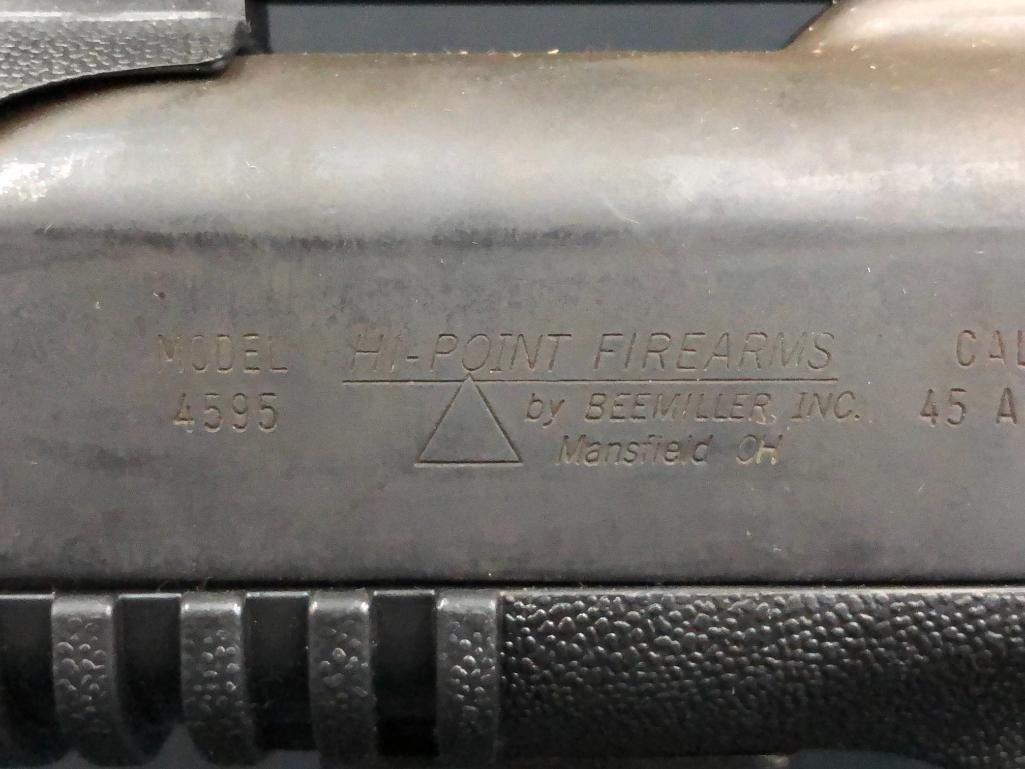 MODEL
4595
HI-POINT FIREARMS
by BEEMILLER, INC.
Mansfield OH
CAL
45 A